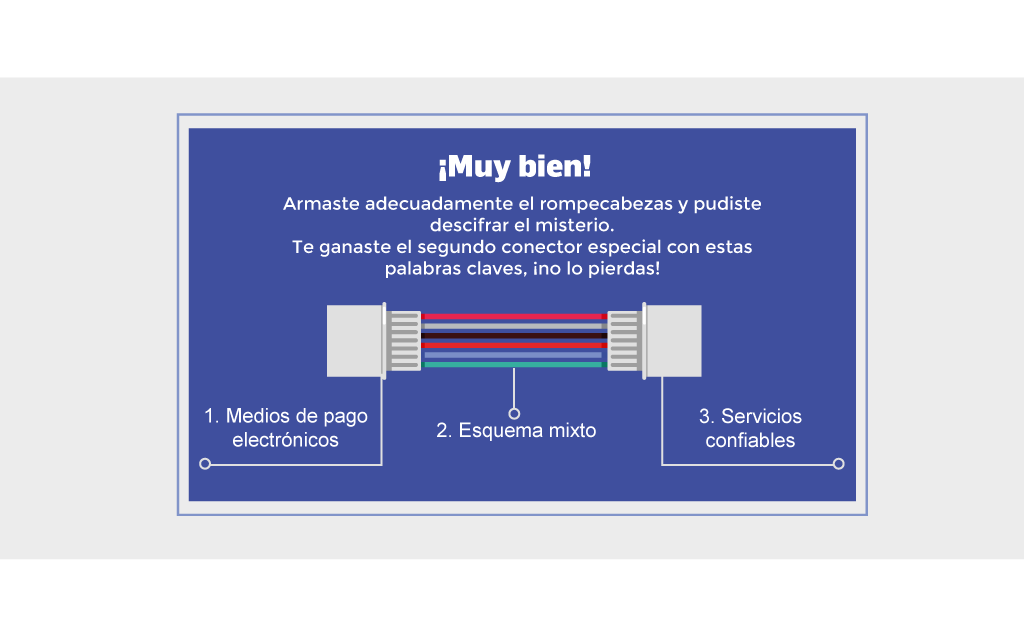 ¡Muy bien!
Armaste adecuadamente el rompecabezas y pudiste
descifrar el misterio.
Te ganaste el segundo conector especial con estas
palabras claves, ¡no lo pierdas!
1. Medios de pago
electrónicos
2. Esquema mixto
3. Servicios
confiables